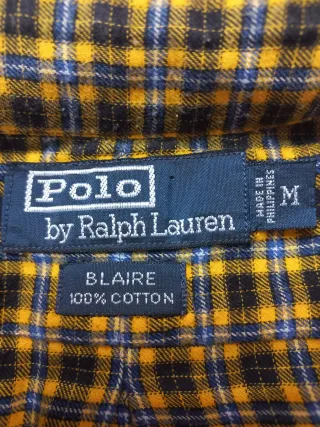 Polo
by Ralph Lauren
MADE IN
PHILIPPINES
M
BLAIRE
100% COTTON